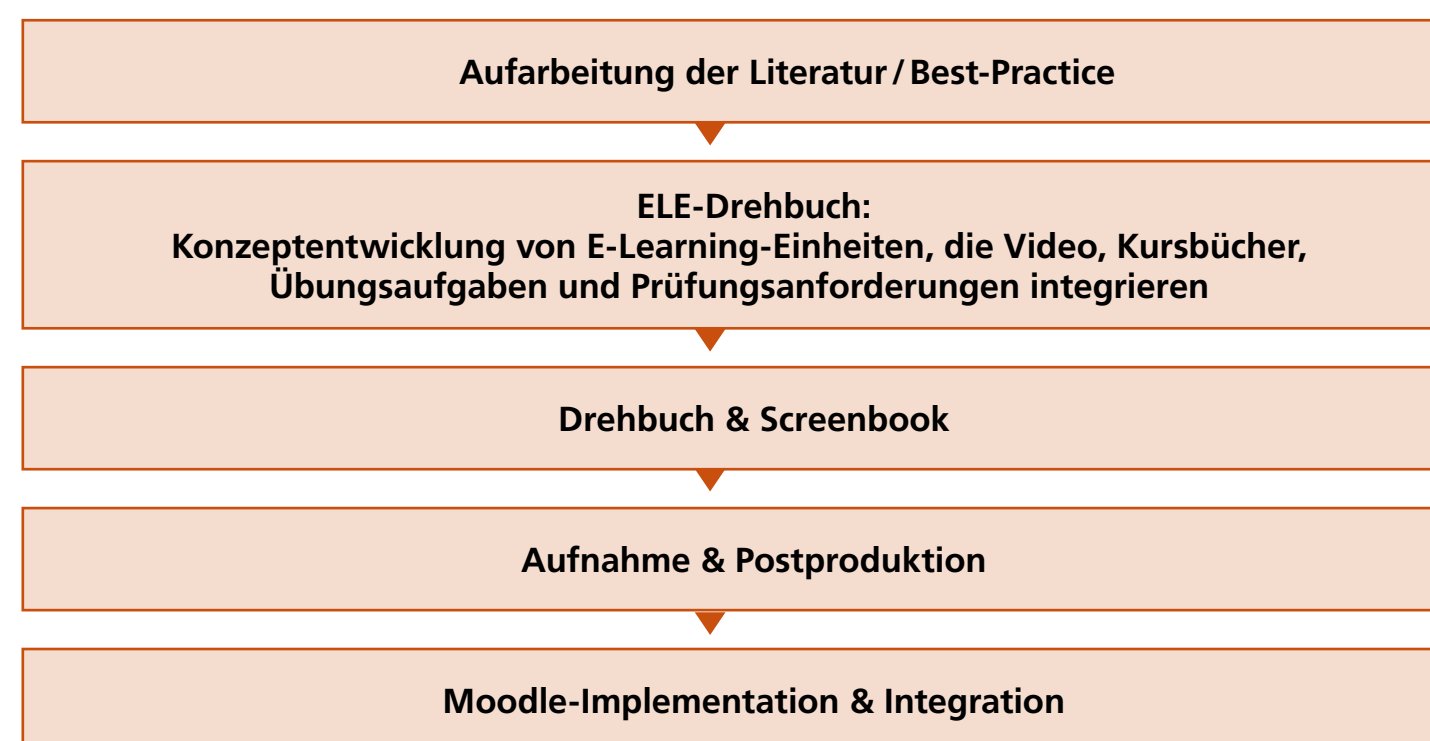 Aufarbeitung der Literatur / Best-Practice
ELE-Drehbuch:
Konzeptentwicklung von E-Learning-Einheiten, die Video, Kursbücher,
Übungsaufgaben und Prüfungsanforderungen integrieren
Drehbuch & Screenbook
Aufnahme & Postproduktion
Moodle-Implementation & Integration